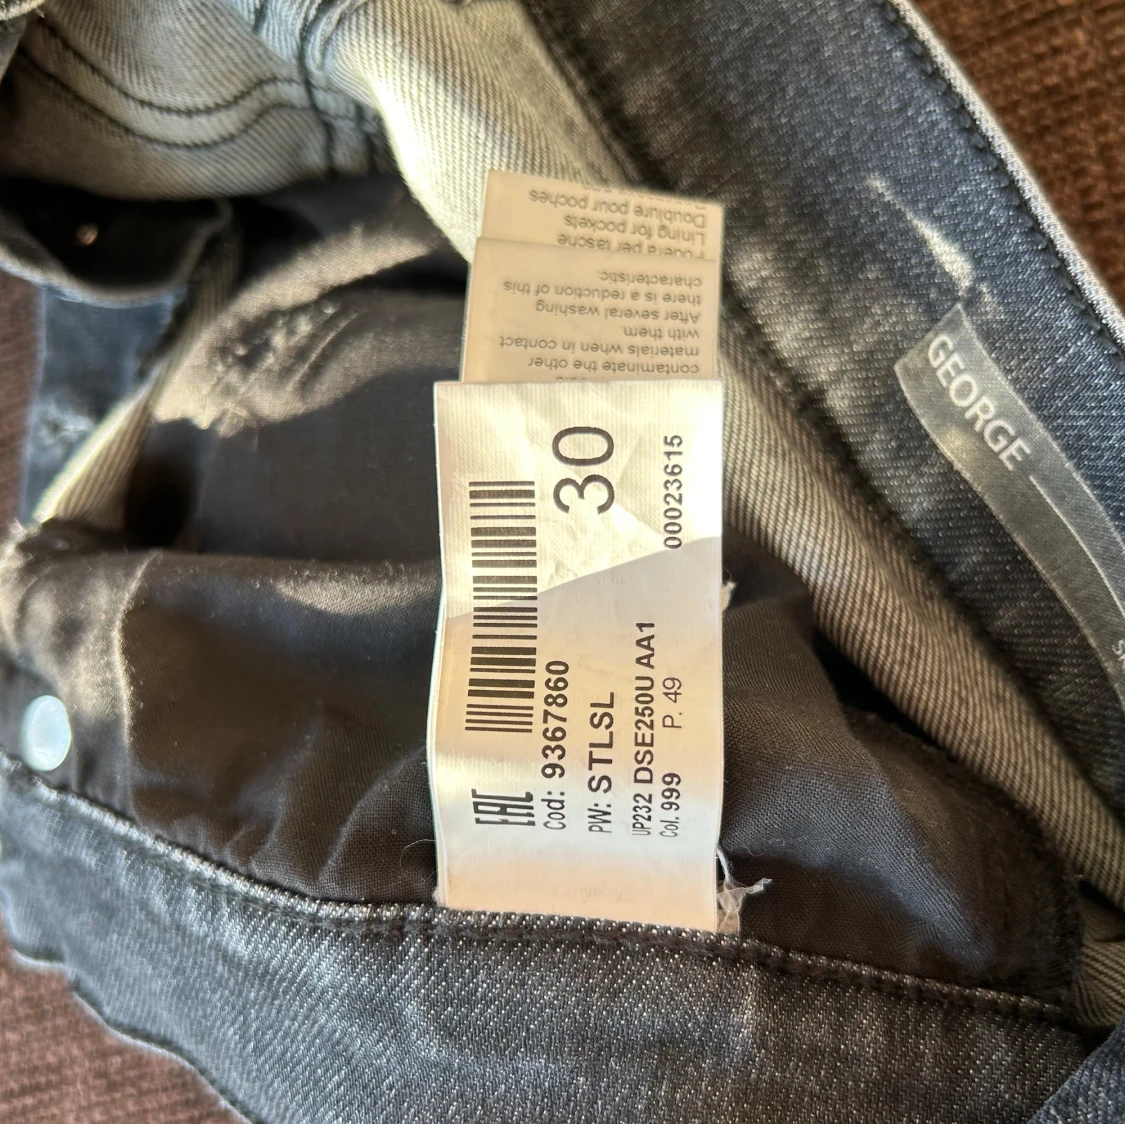 Doublure pour poches
Lining for pockets
Fodera per tasche
characteristic.
there is a reduction of this
After several washing
with them.
materials when in contact
contaminate the other
30
00023615
EAC
Cod: 9367860
PW: STLSL
UP232 DSE250U AA1
Col. 999 P. 49
GEORGE